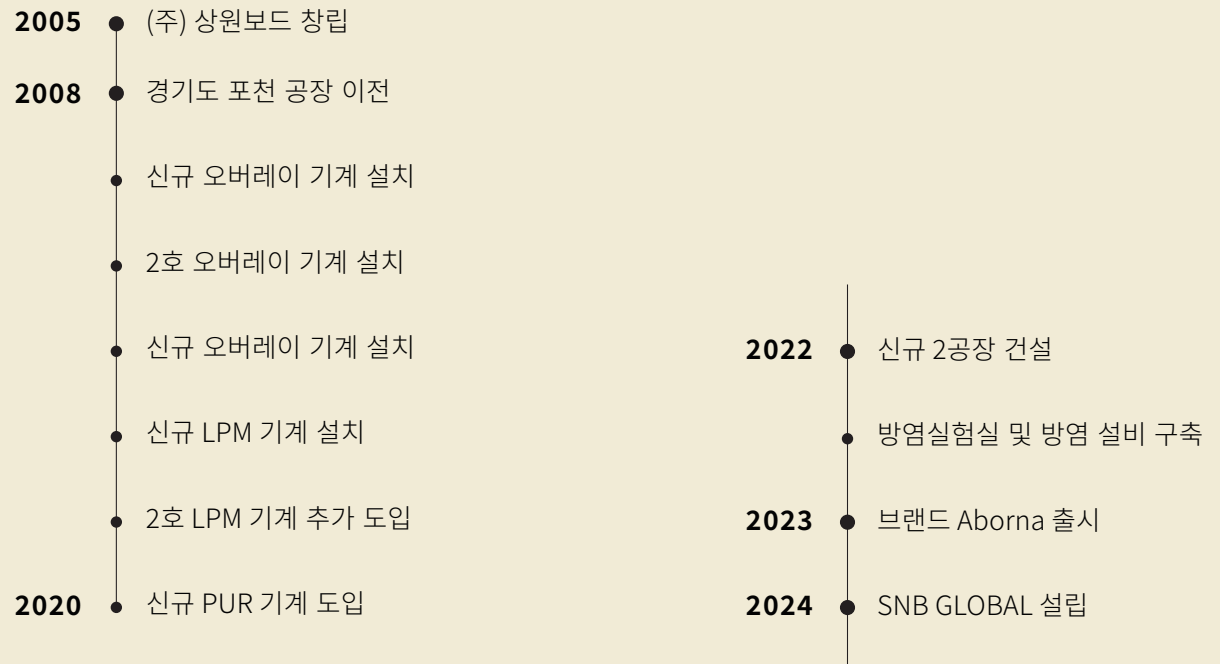 2005 (주) 상원보드 창립
2008 경기도 포천 공장 이전
신규 오버레이 기계 설치
2호 오버레이 기계 설치
신규 오버레이 기계 설치
신규 LPM 기계 설치
2호 LPM 기계 추가 도입
2020 신규 PUR 기계 도입
2022 신규 2공장 건설
방염실험실 및 방염 설비 구축
2023 브랜드 Aborna 출시
2024 SNB GLOBAL 설립